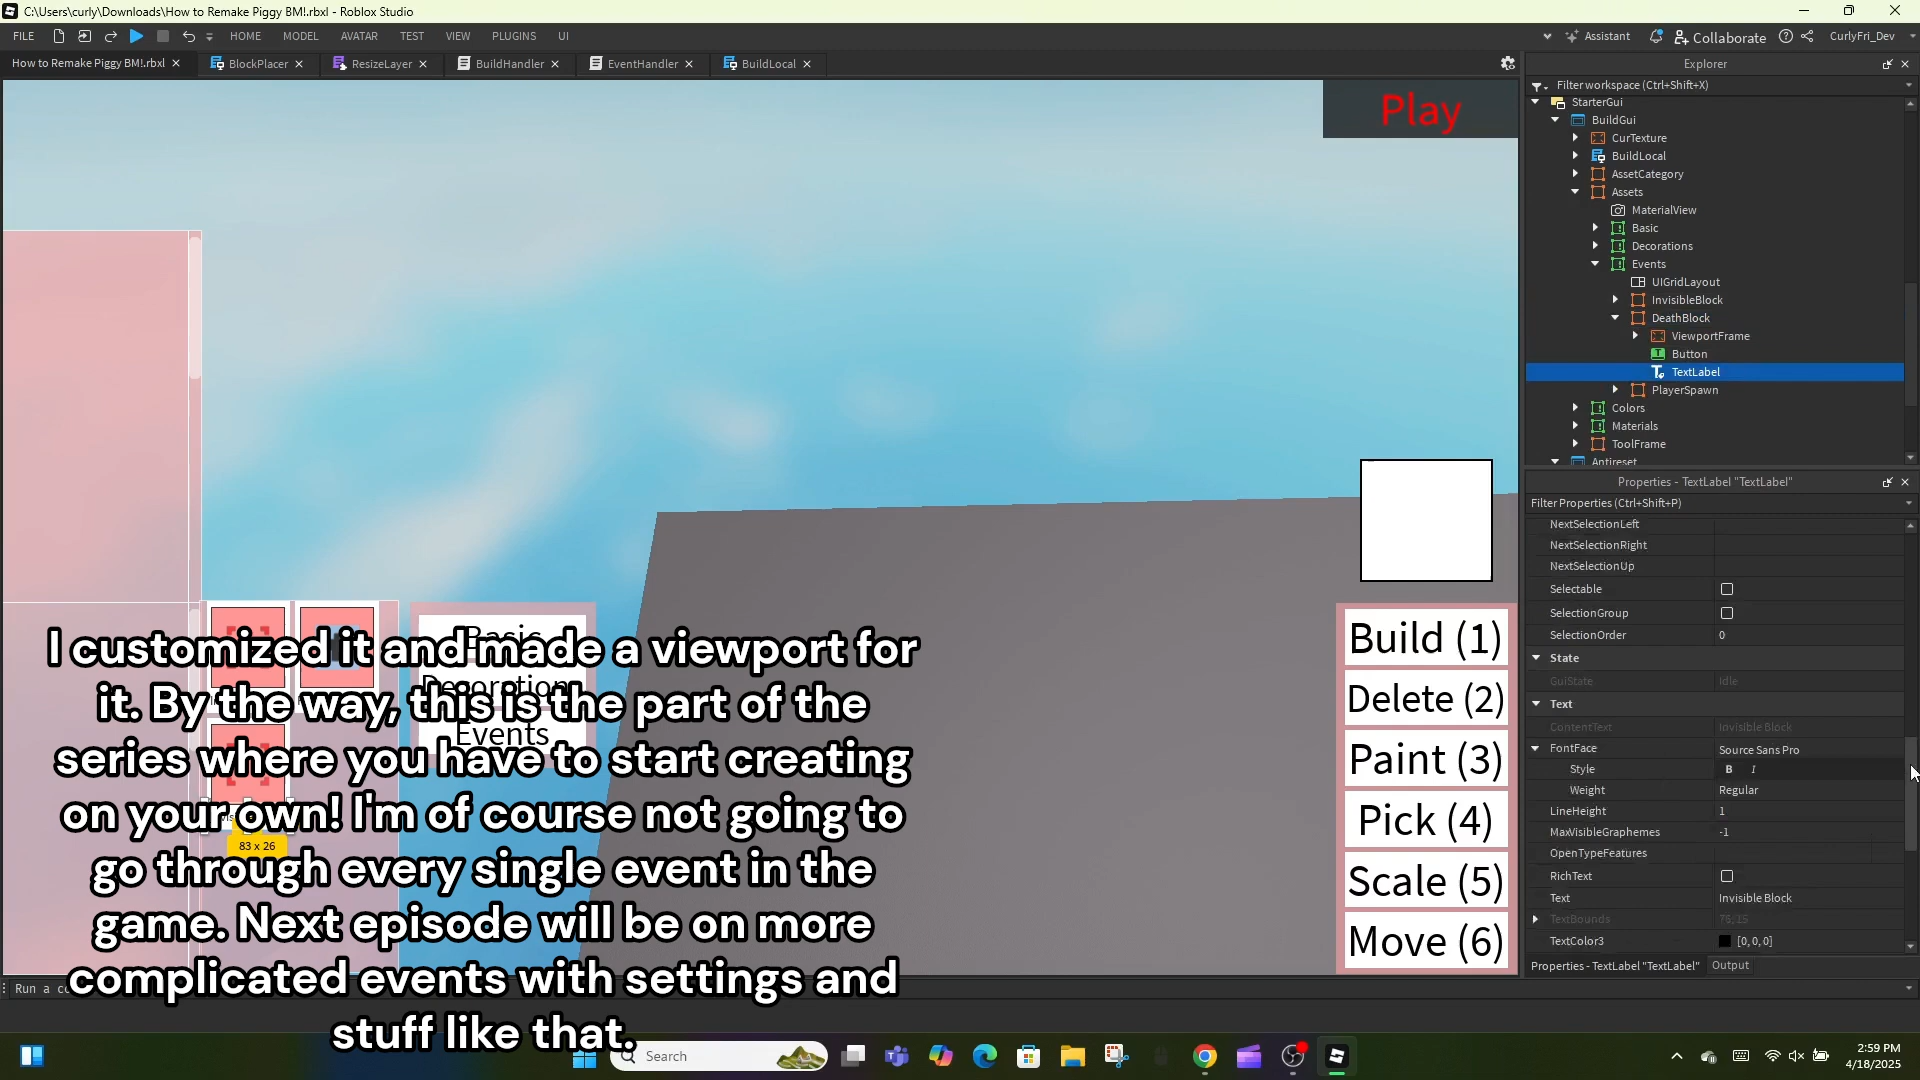 C:\Users\curly\Downloads\How to Remake Piggy BM!.rbxl - Roblox Studio
FILE HOME MODEL AVATAR TEST VIEW PLUGINS UI Assistant Collaborate CurlyFri_Dev
How to Remake Piggy BM!.rbxl BlockPlacer ResizeLayer BuildHandler EventHandler BuildLocal
Play
Basic
Decoration
Events
I customized it and made a viewport for
it. By the way, this is the part of the
series where you have to start creating
on your own! I'm of course not going to
go through every single event in the
game. Next episode will be on more
complicated events with settings and
stuff like that.
83 x 26
Build (1)
Delete (2)
Paint (3)
Pick (4)
Scale (5)
Move (6)
Explorer
Filter workspace (Ctrl+Shift+X)
StarterGui
BuildGui
CurTexture
BuildLocal
AssetCategory
Assets
MaterialView
Basic
Decorations
Events
UIGridLayout
InvisibleBlock
DeathBlock
ViewportFrame
Button
TextLabel
PlayerSpawn
Colors
Materials
ToolFrame
Antireset
Properties - TextLabel "TextLabel"
Filter Properties (Ctrl+Shift+P)
NextSelectionLeft
NextSelectionRight
NextSelectionUp
Selectable
SelectionGroup
SelectionOrder 0
State
GuiState Idle
Text
ContentText Invisible Block
FontFace Source Sans Pro
Style B I
Weight Regular
LineHeight 1
MaxVisibleGraphemes -1
OpenTypeFeatures
RichText
Text Invisible Block
TextBounds 76, 15
TextColor3 [0, 0, 0]
Properties - TextLabel "TextLabel" Output
Search
2:59 PM
4/18/2025